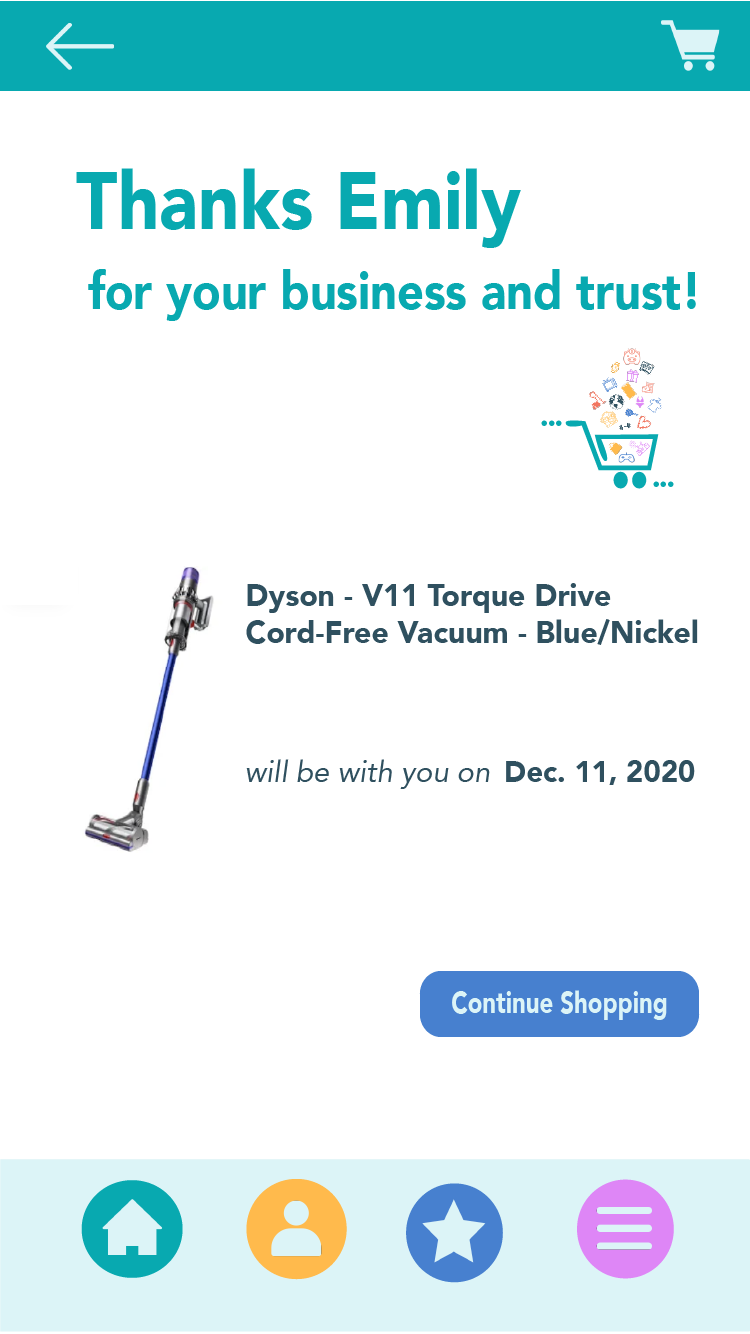 Thanks Emily
for your business and trust!
Dyson - V11 Torque Drive
Cord-Free Vacuum - Blue/Nickel
will be with you on Dec. 11, 2020
Continue Shopping